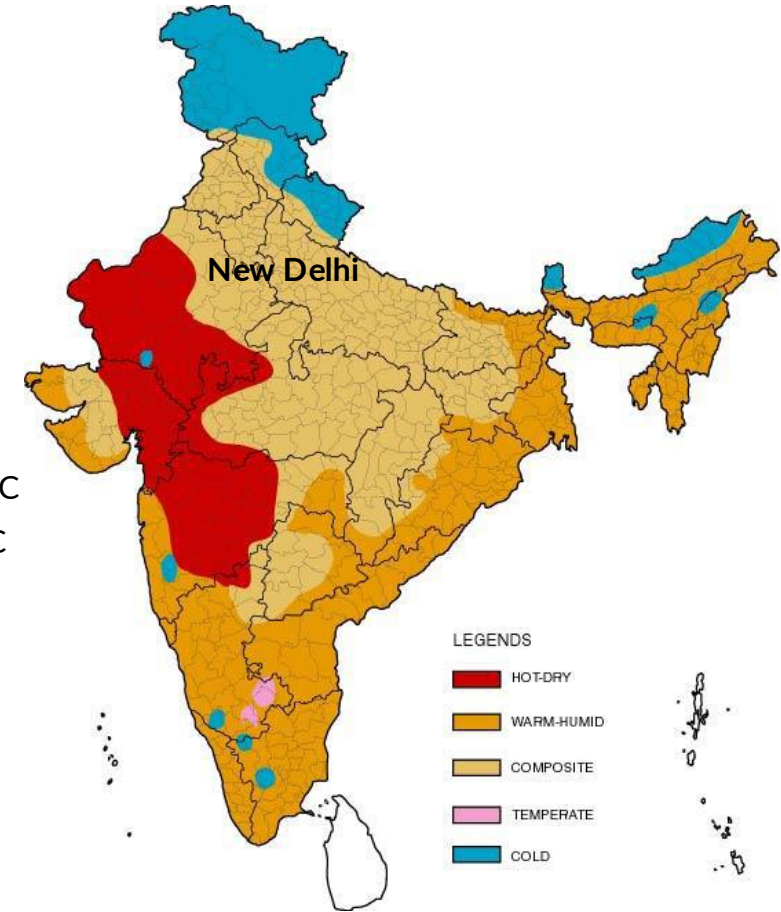 New Delhi
C
C
LEGENDS
HOT-DRY
WARM-HUMID
COMPOSITE
TEMPERATE
COLD